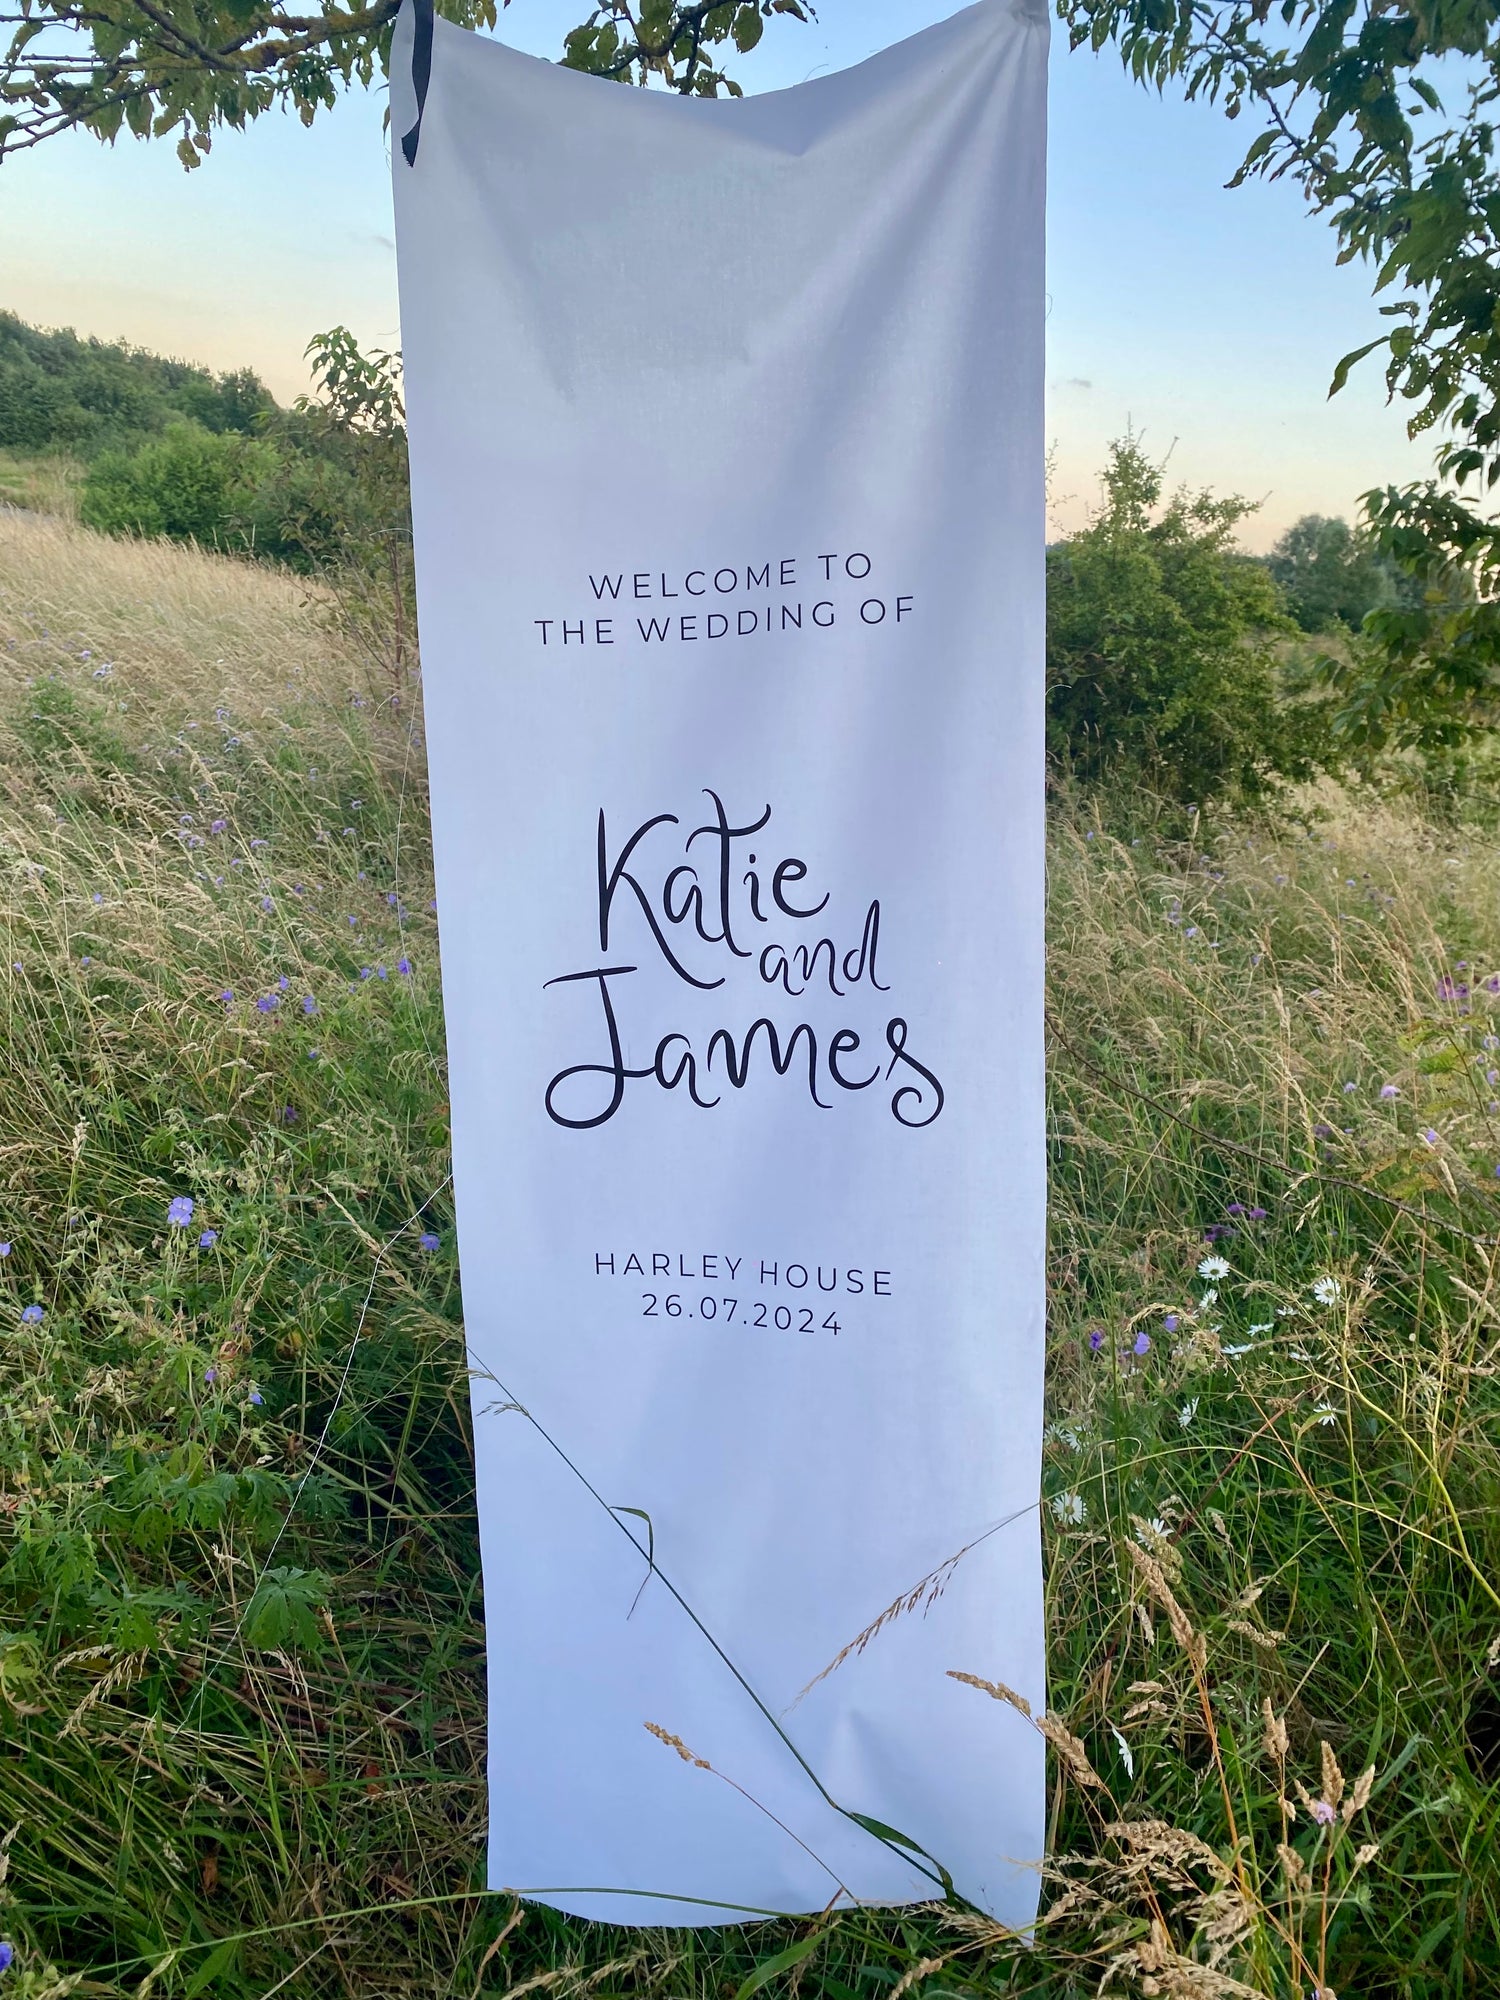 WELCOME TO
THE WEDDING OF
Katie
and
James
HARLEY HOUSE
26.07.2024